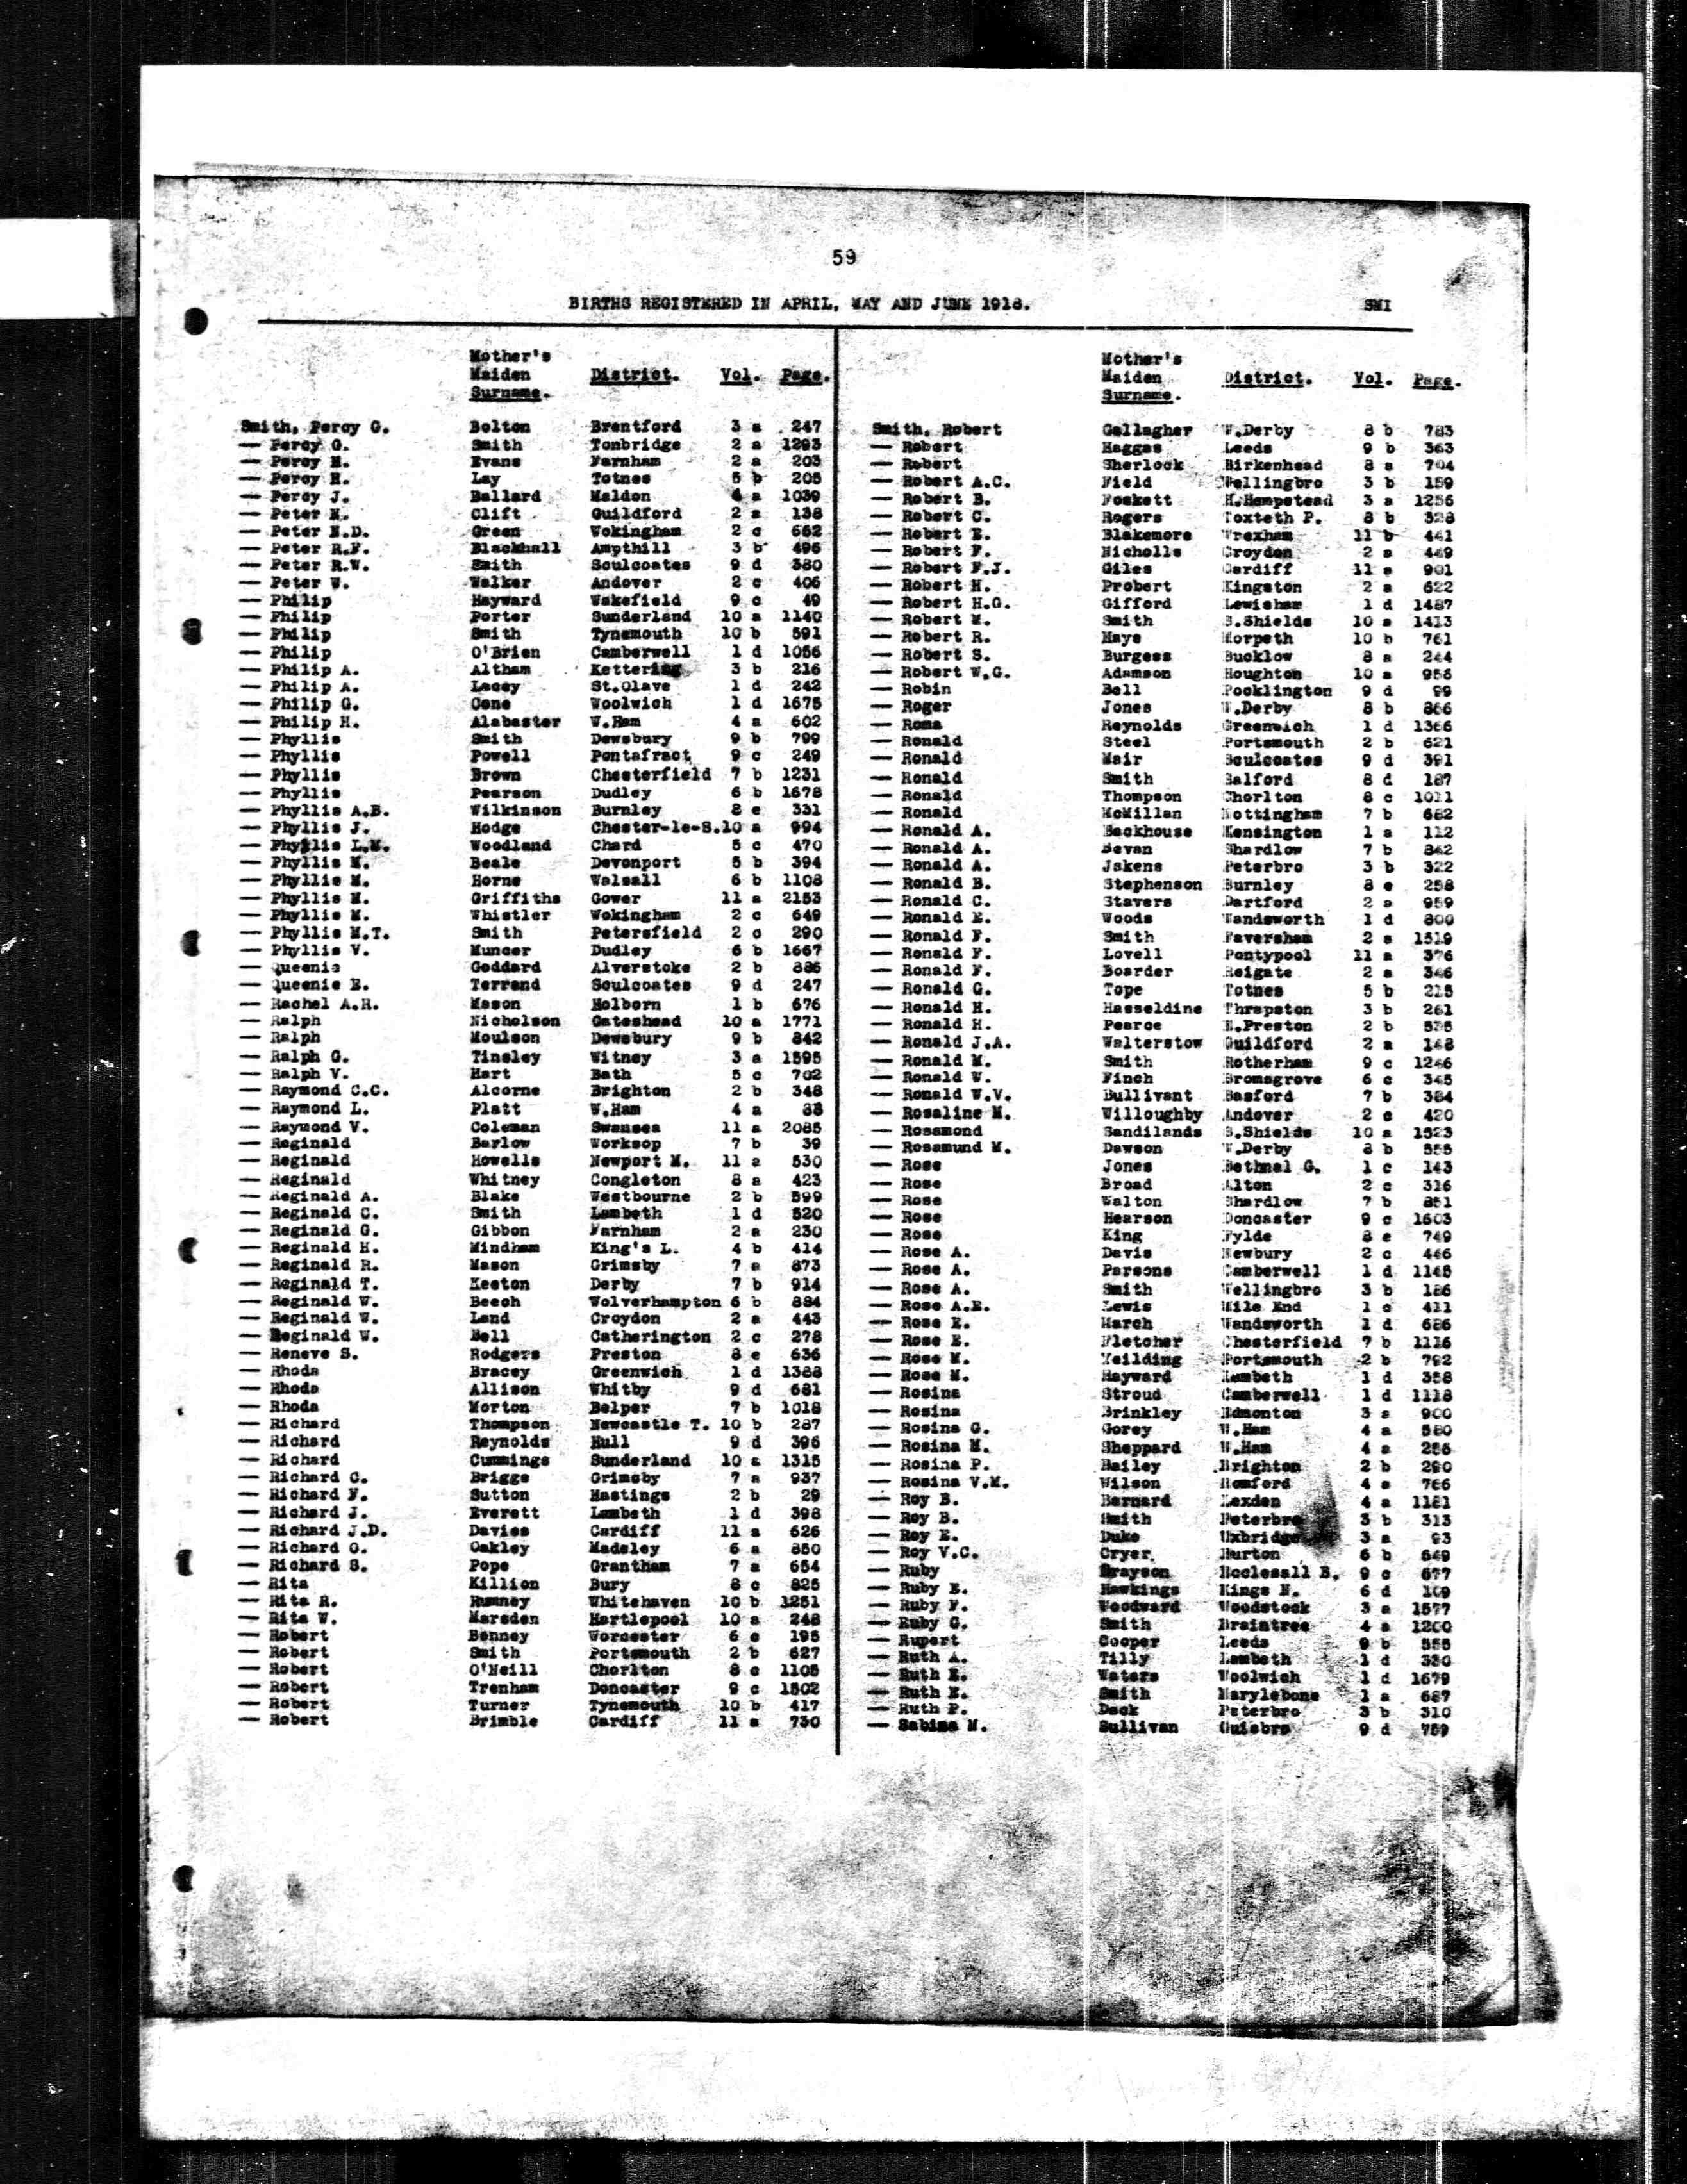 59
BIRTHS REGISTERED IN APRIL, MAY AND JUNE 1918. SMI
Mother's
Maiden District. Vol. Page.
Surname.
Smith, Percy G. Bolton Brentford 3 a 247
— Percy G. Smith Tonbridge 2 a 1293
— Percy H. Evans Farnham 2 a 203
— Percy H. Lay Totnes 5 b 205
— Percy J. Ballard Maldon 4 a 1039
— Peter H. Clift Guildford 2 a 138
— Peter H.D. Green Wokingham 2 c 662
— Peter R.F. Blackhall Ampthill 3 b 496
— Peter R.W. Smith Sculcoates 9 d 380
— Peter W. Walker Andover 2 c 406
— Philip Hayward Wakefield 9 c 49
— Philip Porter Sunderland 10 a 1140
— Philip Smith Tynemouth 10 b 591
— Philip O'Brien Camberwell 1 d 1056
— Philip A. Altham Kettering 3 b 216
— Philip A. Lacey St.Olave 1 d 242
— Philip G. Cone Woolwich 1 d 1675
— Philip H. Alabaster W.Ham 4 a 602
— Phyllis Smith Dewsbury 9 b 799
— Phyllis Powell Pontafract 9 c 249
— Phyllis Brown Chesterfield 7 b 1231
— Phyllis Pearson Dudley 6 b 1678
— Phyllis A.B. Wilkinson Burnley 8 e 331
— Phyllis J. Hodge Chester-le-S. 10 a 994
— Phyllis L.M. Woodland Chard 5 c 470
— Phyllis M. Beale Devonport 5 b 394
— Phyllis M. Horne Walsall 6 b 1108
— Phyllis M. Griffiths Gower 11 a 2153
— Phyllis M. Whistler Wokingham 2 c 649
— Phyllis M.T. Smith Petersfield 2 c 290
— Phyllis V. Munger Dudley 6 b 1667
— Queenie Goddard Alverstoke 2 b 886
— Queenie E. Terrand Sculcoates 9 d 247
— Rachel A.R. Mason Holborn 1 b 676
— Ralph Nicholson Gateshead 10 a 1771
— Ralph Moulson Dewsbury 9 b 842
— Ralph G. Tinsley Witney 3 a 1595
— Ralph V. Hart Bath 5 c 702
— Raymond C.C. Alcorne Brighton 2 b 348
— Raymond L. Platt W.Ham 4 a 88
— Raymond V. Coleman Swansea 11 a 2085
— Reginald Barlow Worksop 7 b 39
— Reginald Howells Newport M. 11 a 530
— Reginald Whitney Congleton 8 a 423
— Reginald A. Blake Westbourne 2 b 599
— Reginald C. Smith Lambeth 1 d 520
— Reginald G. Gibbon Farnham 2 a 230
— Reginald H. Mindham King's L. 4 b 414
— Reginald R. Mason Grimsby 7 a 873
— Reginald T. Keeton Derby 7 b 914
— Reginald W. Beech Wolverhampton 6 b 884
— Reginald W. Land Croydon 2 a 443
— Reginald W. Bell Catherington 2 c 278
— Reneve S. Rodgers Preston 8 e 636
— Rhoda Bracey Greenwich 1 d 1388
— Rhoda Allison Whitby 9 d 681
— Rhoda Morton Belper 7 b 1018
— Richard Thompson Newcastle T. 10 b 287
— Richard Reynolds Hull 9 d 395
— Richard Cummings Sunderland 10 a 1315
— Richard C. Briggs Grimsby 7 a 937
— Richard F. Sutton Hastings 2 b 29
— Richard J. Everett Lambeth 1 d 398
— Richard J.D. Davies Cardiff 11 a 626
— Richard O. Oakley Madeley 6 a 850
— Richard S. Pope Grantham 7 a 654
— Rita Killion Bury 8 c 825
— Rita R. Rumney Whitehaven 10 b 1251
— Rita W. Marsden Hartlepool 10 a 248
— Robert Benney Worcester 6 c 195
— Robert Smith Portsmouth 2 b 627
— Robert O'Neill Chorlton 8 c 1105
— Robert Trenham Doncaster 9 c 1502
— Robert Turner Tynemouth 10 b 417
— Robert Brimble Cardiff 11 a 730
Mother's
Maiden District. Vol. Page.
Surname.
Smith, Robert Gallagher W.Derby 8 b 783
— Robert Haggas Leeds 9 b 363
— Robert Sherlock Birkenhead 8 a 704
— Robert A.C. Field Wellingbro 3 b 159
— Robert B. Foskett H.Hempstead 3 a 1256
— Robert C. Rogers Toxteth P. 8 b 328
— Robert E. Blakemore Wrexham 11 b 441
— Robert F. Nicholls Croydon 2 a 449
— Robert F.J. Giles Cardiff 11 a 901
— Robert H. Probert Kingston 2 a 622
— Robert H.G. Gifford Lewisham 1 d 1487
— Robert M. Smith S.Shields 10 a 1413
— Robert R. Hays Morpeth 10 b 761
— Robert S. Burgess Bucklow 8 a 244
— Robert W.G. Adamson Houghton 10 a 956
— Robin Bell Pocklington 9 d 99
— Roger Jones W.Derby 8 b 866
— Roma Reynolds Greenwich 1 d 1366
— Ronald Steel Portsmouth 2 b 621
— Ronald Mair Sculcoates 9 d 391
— Ronald Smith Salford 8 d 187
— Ronald Thompson Chorlton 8 c 1011
— Ronald McMillan Nottingham 7 b 682
— Ronald A. Backhouse Kensington 1 a 112
— Ronald A. Bevan Shardlow 7 b 842
— Ronald A. Jakens Peterbro 3 b 322
— Ronald B. Stephenson Burnley 8 e 258
— Ronald C. Stavers Dartford 2 a 959
— Ronald E. Woods Wandsworth 1 d 800
— Ronald F. Smith Faversham 2 a 1519
— Ronald F. Lovell Pontypool 11 a 376
— Ronald F. Boarder Reigate 2 a 346
— Ronald G. Tope Totnes 5 b 215
— Ronald H. Hasseldine Thrapston 3 b 261
— Ronald H. Pearce E.Preston 2 b
— Ronald J.A. Walterstow Guildford 2 a 148
— Ronald M. Smith Rotherham 9 c 1246
— Ronald W. Finch Bromsgrove 6 c 345
— Ronald W.V. Bullivant Basford 7 b 384
— Rosaline M. Willoughby Andover 2 c 420
— Rosamond Sandilands S.Shields 10 a 1523
— Rosamund M. Dawson W.Derby 8 b 555
— Rose Jones Bethnal G. 1 c 143
— Rose Broad Alton 2 c 316
— Rose Walton Shardlow 7 b 851
— Rose Hearson Doncaster 9 c 1603
— Rose King Fylde 8 e 749
— Rose A. Davis Newbury 2 c 446
— Rose A. Parsons Camberwell 1 d 1145
— Rose A. Smith Wellingbro 3 b 186
— Rose A.E. Lewis Mile End 1 c 411
— Rose E. March Wandsworth 1 d 686
— Rose E. Fletcher Chesterfield 7 b 1116
— Rose M. Yeilding Portsmouth 2 b 792
— Rose M. Hayward Lambeth 1 d 358
— Rosina Stroud Camberwell 1 d 1118
— Rosina Brinkley Edmonton 3 a 900
— Rosina G. Gorey W.Ham 4 a 580
— Rosina M. Sheppard W.Ham 4 a 256
— Rosina P. Bailey Brighton 2 b 290
— Rosina V.M. Wilson Romford 4 a 766
— Roy B. Barnard Lexden 4 a 1181
— Roy B. Smith Peterbro 3 b 313
— Roy E. Duke Uxbridge 3 a 93
— Roy V.C. Cryer Burton 6 b 549
— Ruby Grayson Ecclesall B. 9 c 677
— Ruby E. Hawkings Kings N. 6 d 109
— Ruby F. Woodward Woodstock 3 a 1577
— Ruby G. Smith Braintree 4 a 1200
— Rupert Cooper Leeds 9 b 555
— Ruth A. Tilly Lambeth 1 d 380
— Ruth E. Waters Woolwich 1 d 1679
— Ruth E. Smith Marylebone 1 a 687
— Ruth P. Dack Peterbro 3 b 310
— Sabina M. Sullivan Guisbro 9 d 759